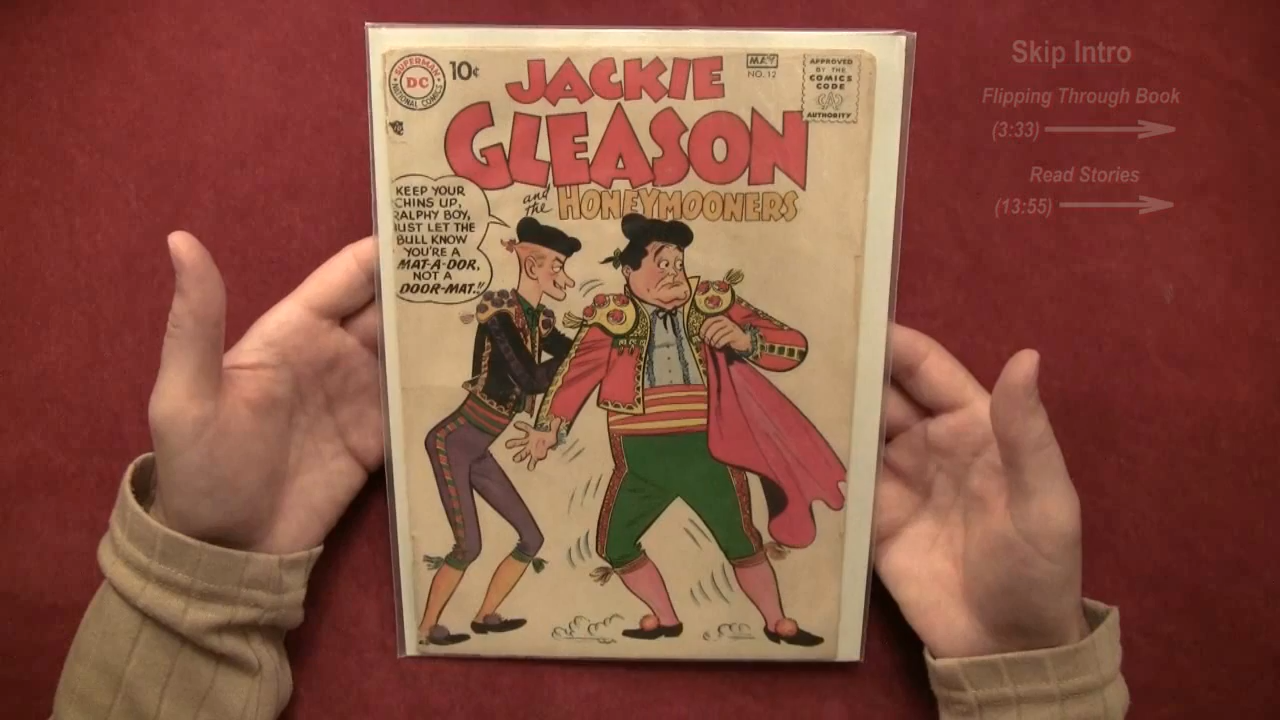 SUPERMAN
DC
NATIONAL COMICS
10¢
JACKIE
GLEASON
and
the
HONEYMOONERS
MAY
NO. 12
APPROVED
BY THE
COMICS
CODE
CA
AUTHORITY
KEEP YOUR
CHINS UP,
RALPHY BOY,
JUST LET THE
BULL KNOW
YOU'RE A
MAT-A-DOR,
NOT A
DOOR-MAT!!
Skip Intro
Flipping Through Book
(3:33)
Read Stories
(13:55)